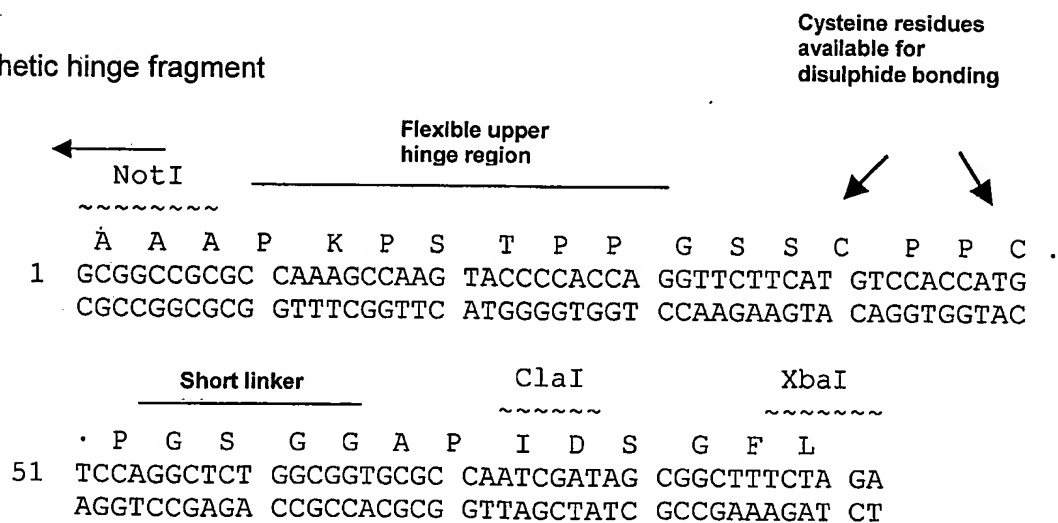 Cysteine residues
available for
disulphide bonding
hetic hinge fragment
Flexible upper
hinge region
NotI
~~~~~~~~
A A A P K P S T P P G S S C P P C .
1 GCGGCCGCGC CAAAGCCAAG TACCCCACCA GGTTCTTCAT GTCCACCATG
CGCCGGCGCG GTTTCGGTTC ATGGGGTGGT CCAAGAAGTA CAGGTGGTAC
Short linker ClaI XbaI
~~~~~~ ~~~~~~~
· P G S G G A P I D S G F L
51 TCCAGGCTCT GGCGGTGCGC CAATCGATAG CGGCTTTCTA GA
AGGTCCGAGA CCGCCACGCG GTTAGCTATC GCCGAAAGAT CT